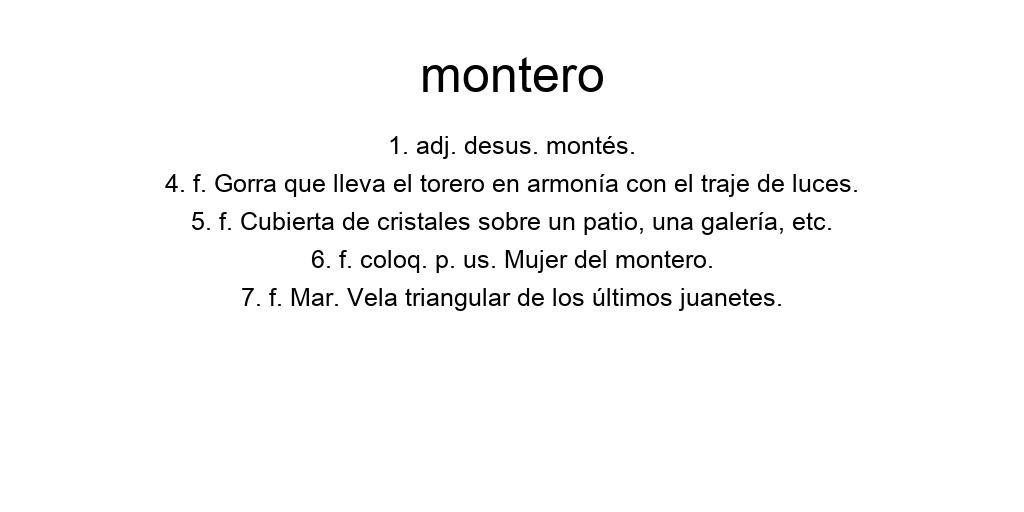 montero
1. adj. desus. montés.
4. f. Gorra que lleva el torero en armonía con el traje de luces.
5. f. Cubierta de cristales sobre un patio, una galería, etc.
6. f. coloq. p. us. Mujer del montero.
7. f. Mar. Vela triangular de los últimos juanetes.